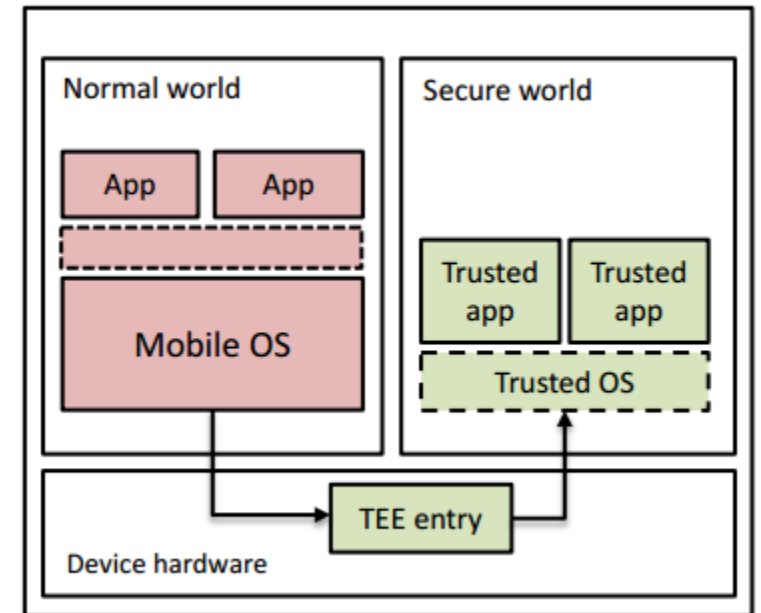 Normal world
Secure world
App
App
Mobile OS
Trusted
app
Trusted
app
Trusted OS
TEE entry
Device hardware